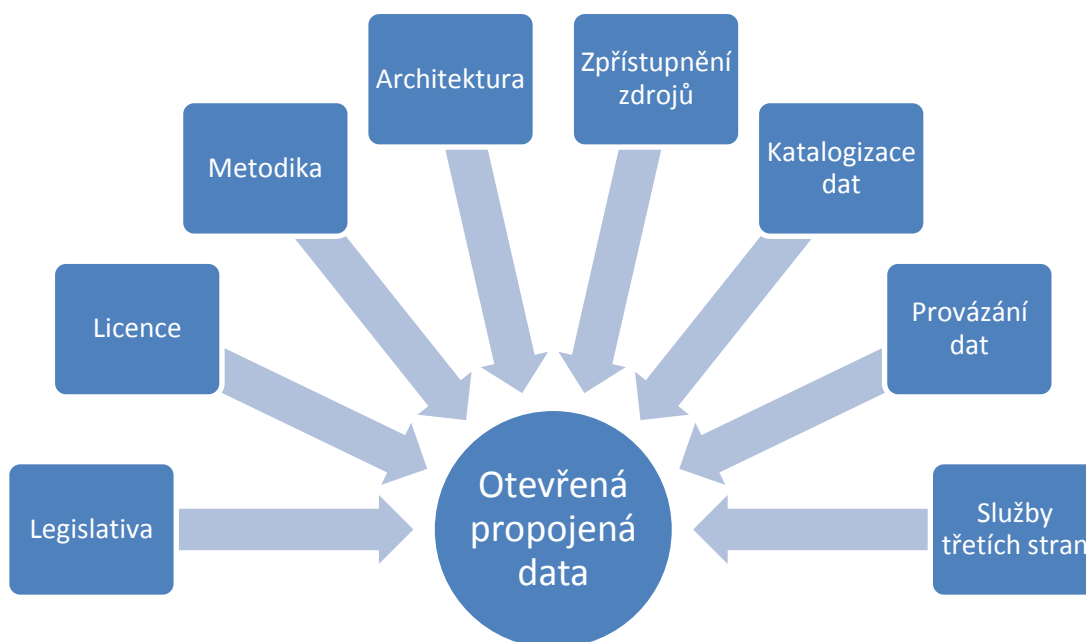 Architektura
Zpřístupnění
zdrojů
Metodika
Katalogizace
dat
Licence
Provázání
dat
Legislativa
Otevřená
propojená
data
Služby
třetích stran